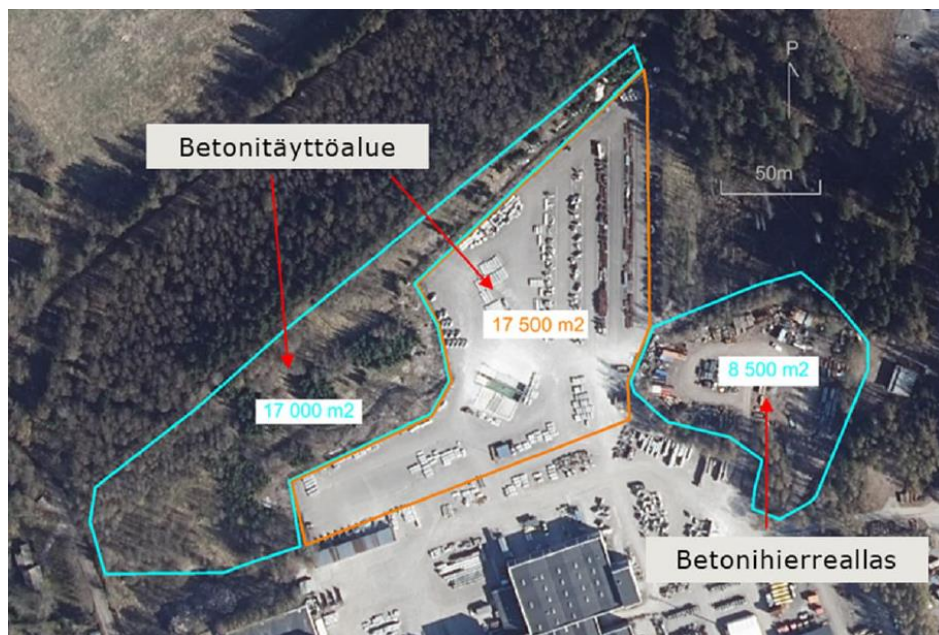 P
Betonitäyttöalue
50m
17 500 m2
8 500 m2
17 000 m2
Betonihierreallas